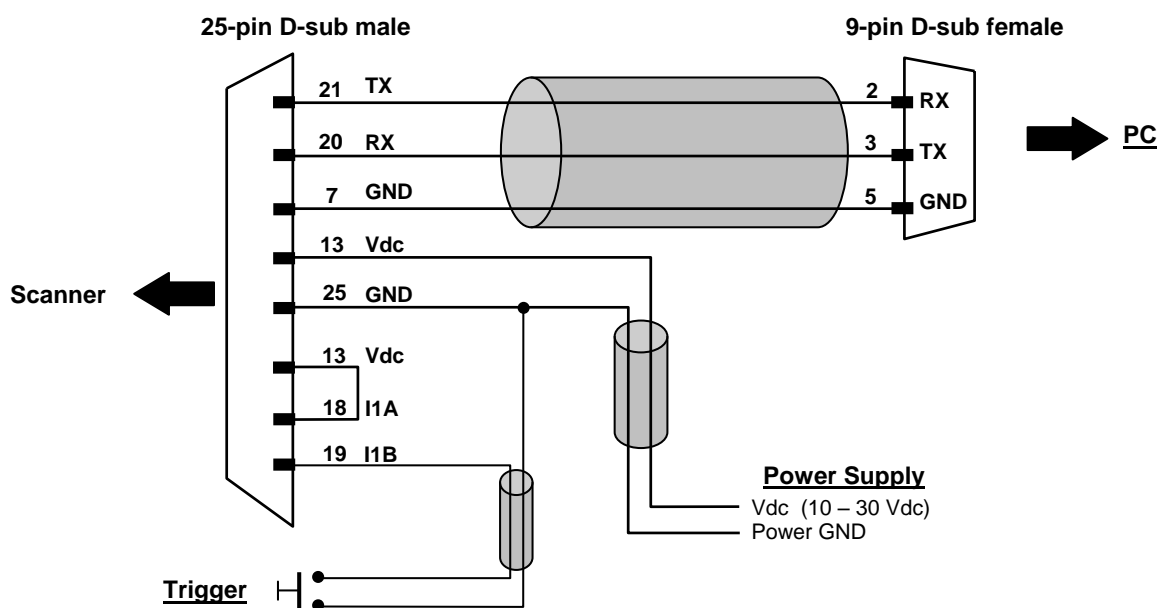 25-pin D-sub male
9-pin D-sub female
21 TX
2 RX
20 RX
3 TX
PC
7 GND
5 GND
13 Vdc
Scanner
25 GND
13 Vdc
18 I1A
19 I1B
Power Supply
Vdc (10 – 30 Vdc)
Power GND
Trigger